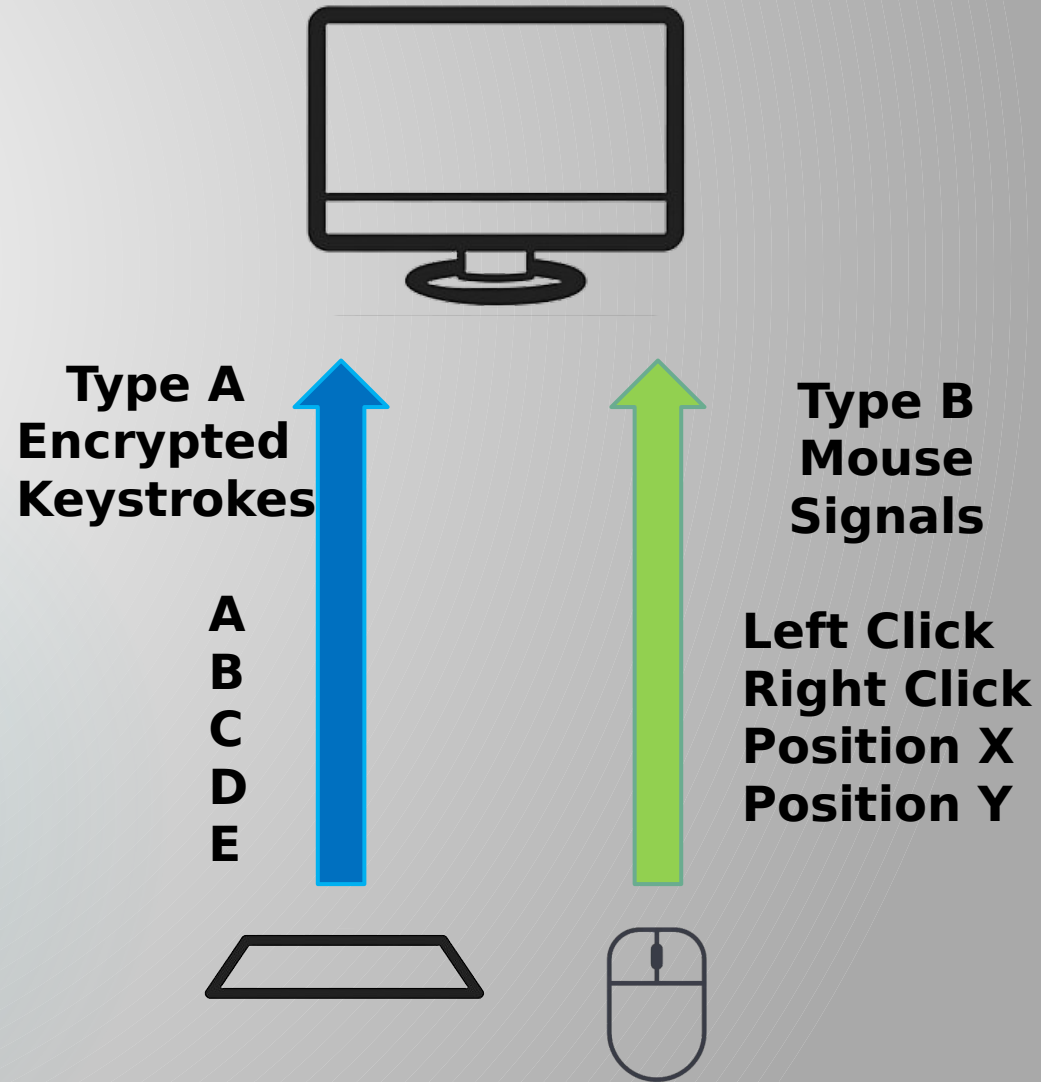 Type A
Encrypted
Keystrokes
A
B
C
D
E
Type B
Mouse
Signals
Left Click
Right Click
Position X
Position Y